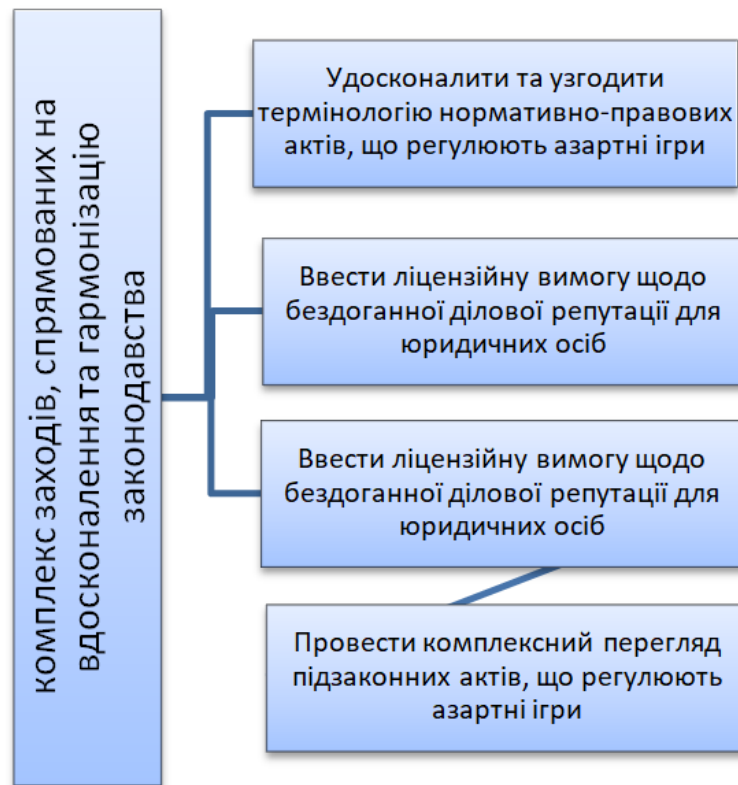 комплекс заходів, спрямованих на
вдосконалення та гармонізацію
законодавства
Удосконалити та узгодити
термінологію нормативно-правових
актів, що регулюють азартні ігри
Ввести ліцензійну вимогу щодо
бездоганної ділової репутації для
юридичних осіб
Ввести ліцензійну вимогу щодо
бездоганної ділової репутації для
юридичних осіб
Провести комплексний перегляд
підзаконних актів, що регулюють
азартні ігри